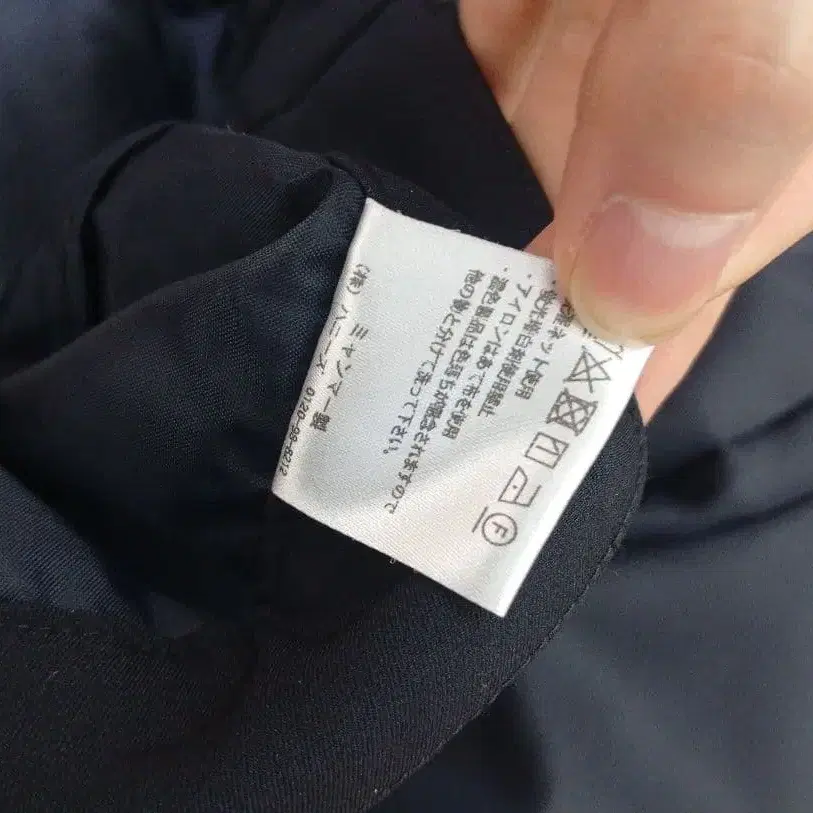 ネット使用
・蛍光増白剤使用禁止
・アイロンはあて布を使用
・濃色製品は色落ちが懸念されますので
他の物と分けて洗って下さい。
ミャンマー製
(株) ハニーズ 0120-98-8212
F